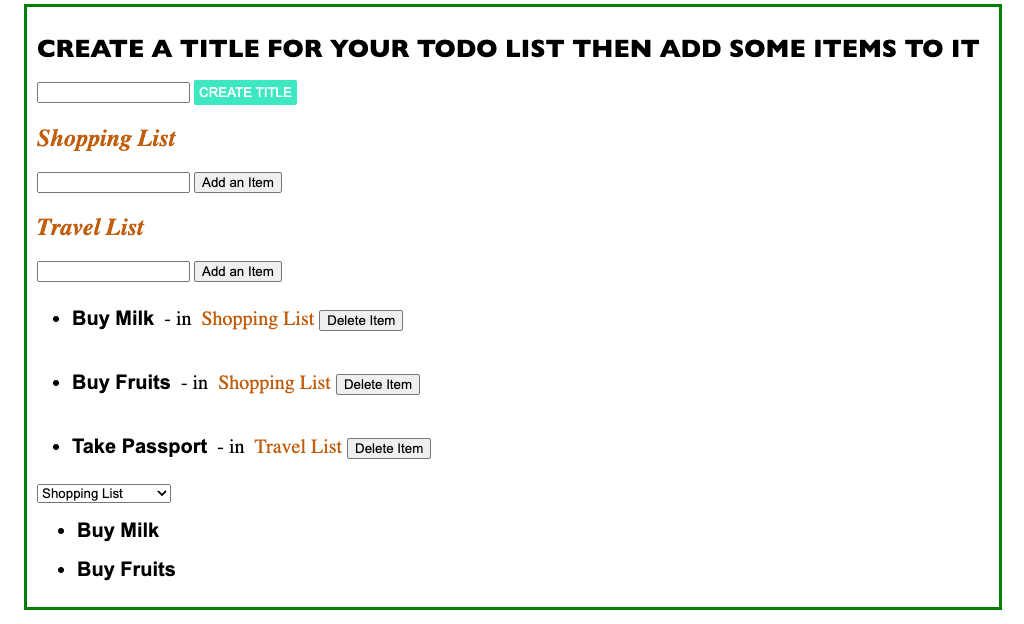 CREATE A TITLE FOR YOUR TODO LIST THEN ADD SOME ITEMS TO IT
CREATE TITLE
Shopping List
Add an Item
Travel List
Add an Item
Buy Milk - in Shopping List Delete Item
Buy Fruits - in Shopping List Delete Item
Take Passport - in Travel List Delete Item
Shopping List
Buy Milk
Buy Fruits